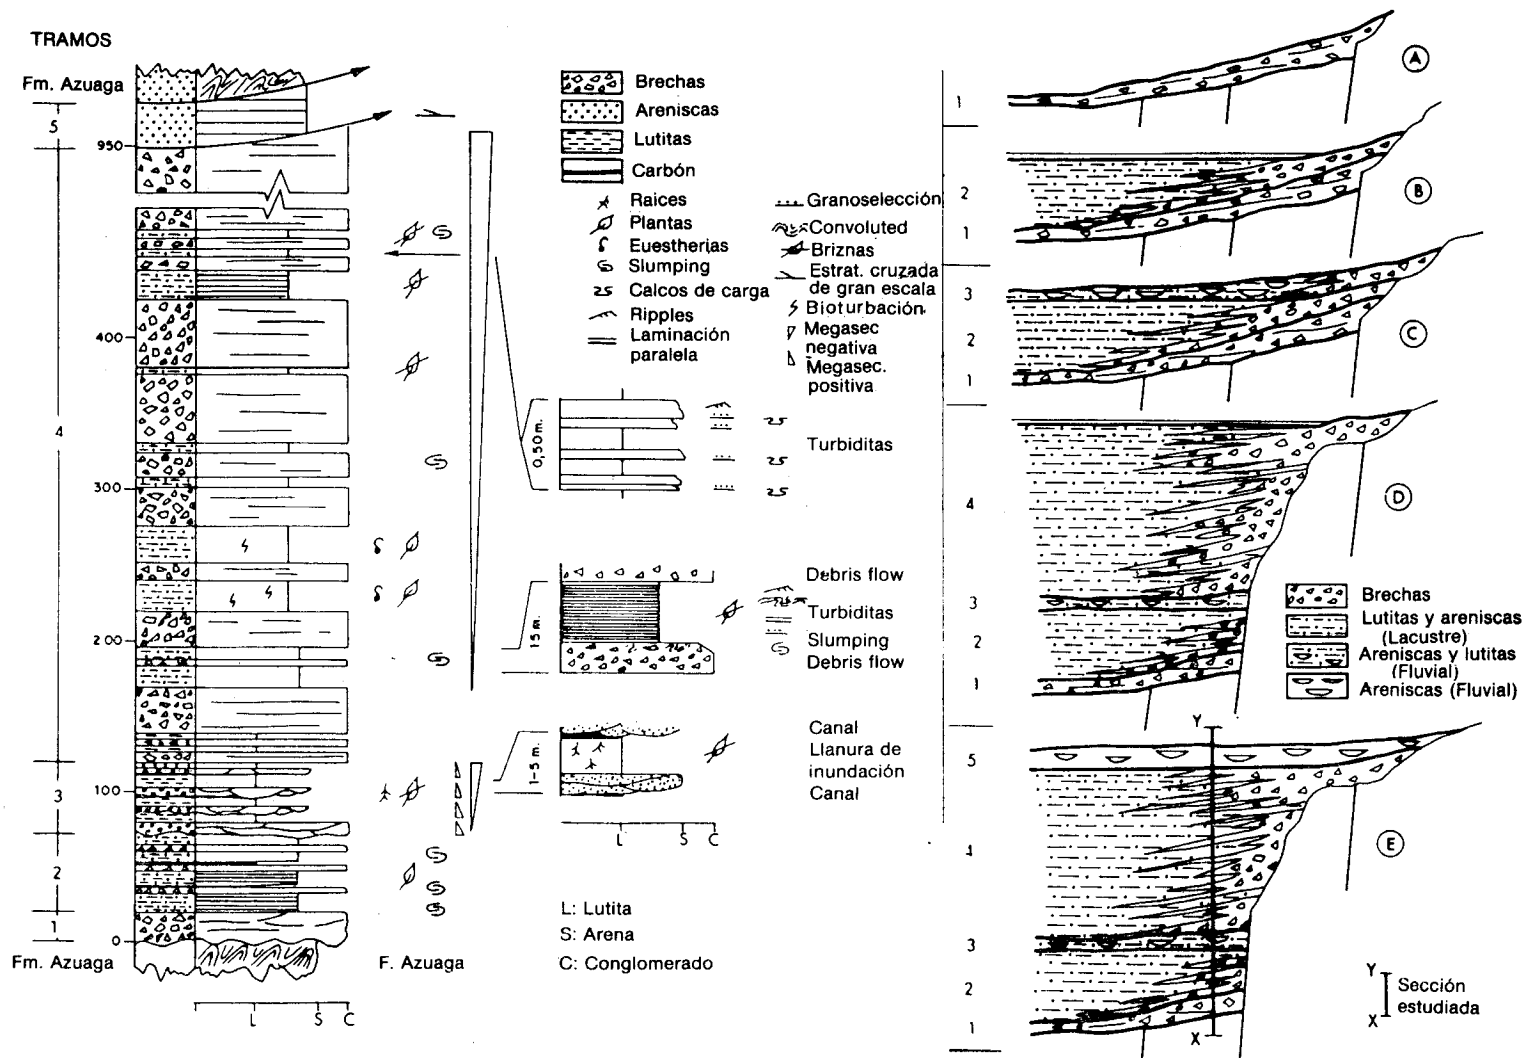 TRAMOS
Fm. Azuaga
5
950
4
400
300
200
100
3
2
1
0
Fm. Azuaga
F. Azuaga
L S C
Brechas
Areniscas
Lutitas
Carbón
Raices
Plantas
Euestherias
Slumping
Calcos de carga
Ripples
Laminación
paralela
Granoselección
Convoluted
Briznas
Estrat. cruzada
de gran escala
Bioturbación
Megasec
negativa
Megasec.
positiva
0,50m.
Turbiditas
15 m.
Debris flow
Turbiditas
Slumping
Debris flow
1-5 m.
Canal
Llanura de
inundación
Canal
L S C
L: Lutita
S: Arena
C: Conglomerado
1
A
2
1
B
3
2
1
C
4
3
2
1
D
Brechas
Lutitas y areniscas
(Lacustre)
Areniscas y lutitas
(Fluvial)
Areniscas (Fluvial)
Y
5
4
3
2
1
X
E
Y
X
Sección
estudiada